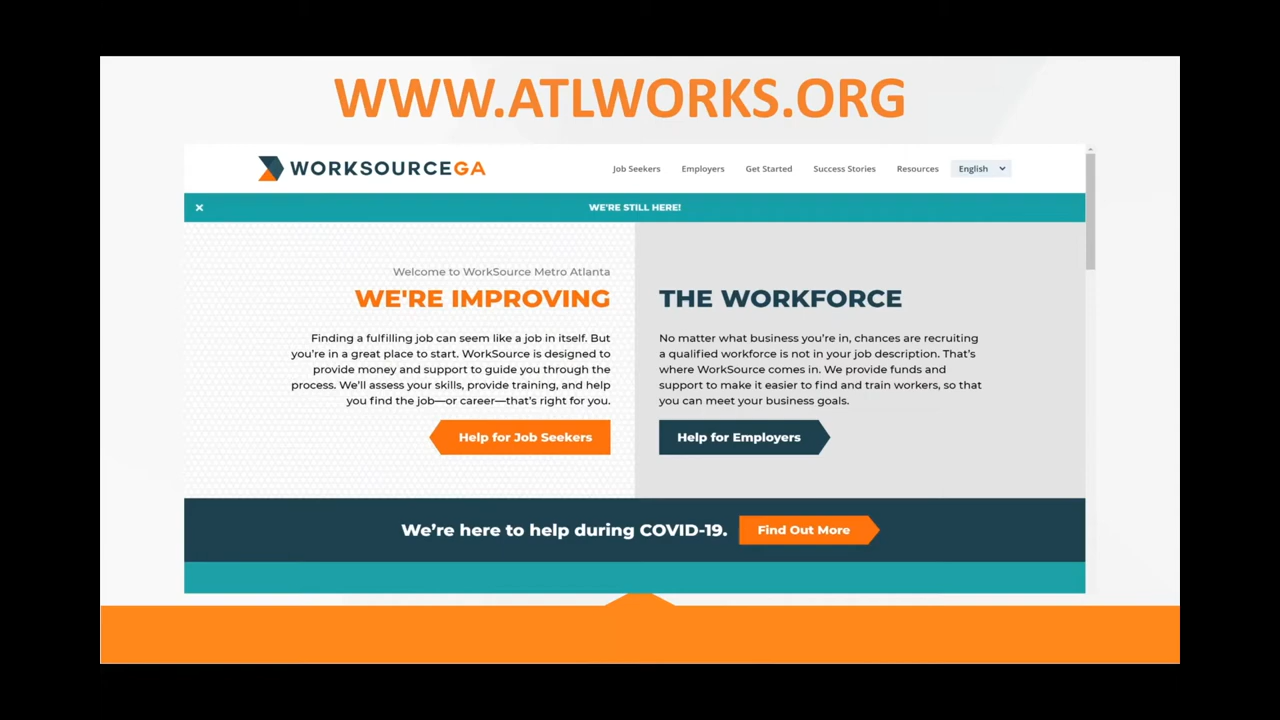 WWW.ATLWORKS.ORG
WORKSOURCEGA
Job Seekers Employers Get Started Success Stories Resources English
WE'RE STILL HERE!
Welcome to WorkSource Metro Atlanta
WE'RE IMPROVING
Finding a fulfilling job can seem like a job in itself. But
you're in a great place to start. WorkSource is designed to
provide money and support to guide you through the
process. We'll assess your skills, provide training, and help
you find the job—or career—that's right for you.
Help for Job Seekers
THE WORKFORCE
No matter what business you're in, chances are recruiting
a qualified workforce is not in your job description. That's
where WorkSource comes in. We provide funds and
support to make it easier to find and train workers, so that
you can meet your business goals.
Help for Employers
We're here to help during COVID-19.
Find Out More